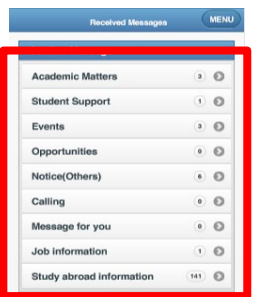 Received Messages MENU
Academic Matters 3
Student Support 1
Events 3
Opportunities 0
Notice(Others) 6
Calling 0
Message for you 0
Job information 1
Study abroad information 141